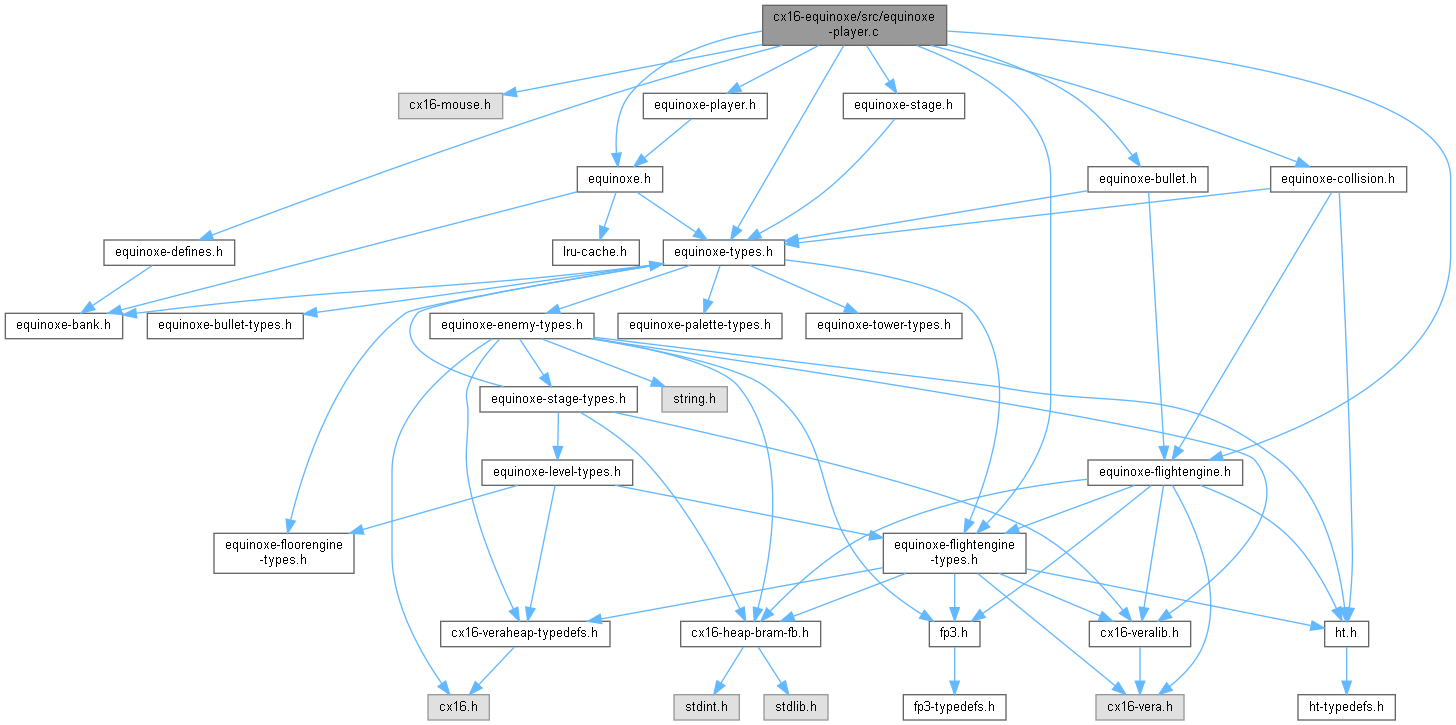 cx16-equinoxe/src/equinoxe
-player.c
cx16-mouse.h
equinoxe-player.h
equinoxe-stage.h
equinoxe.h
equinoxe-bullet.h
equinoxe-collision.h
equinoxe-defines.h
lru-cache.h
equinoxe-types.h
equinoxe-bank.h
equinoxe-bullet-types.h
equinoxe-enemy-types.h
equinoxe-palette-types.h
equinoxe-tower-types.h
equinoxe-stage-types.h
string.h
equinoxe-level-types.h
equinoxe-flightengine.h
equinoxe-floorengine
-types.h
equinoxe-flightengine
-types.h
cx16-veraheap-typedefs.h
cx16-heap-bram-fb.h
fp3.h
cx16-veralib.h
ht.h
cx16.h
stdint.h
stdlib.h
fp3-typedefs.h
cx16-vera.h
ht-typedefs.h